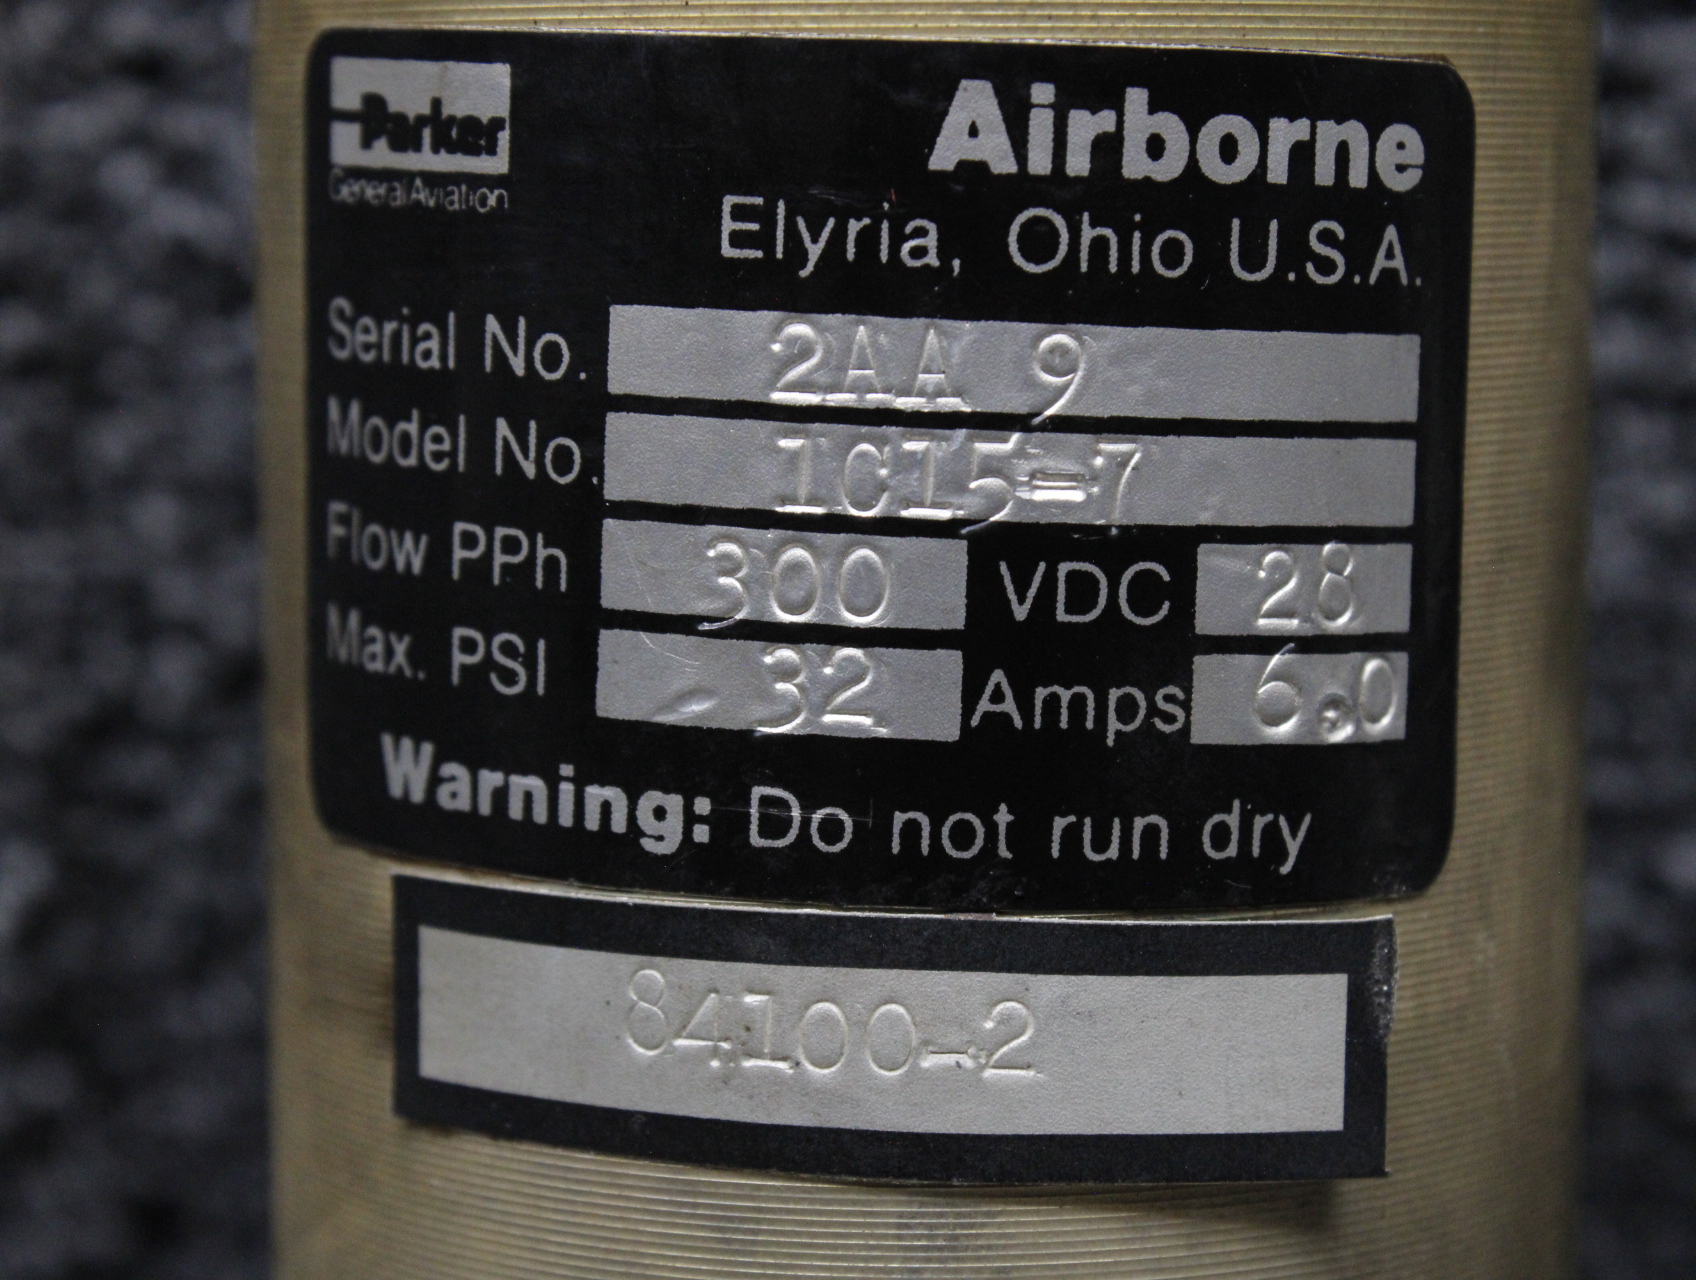 Parker
General Aviation
Airborne
Elyria, Ohio U.S.A.
Serial No. 2AA 9
Model No. 1C15-7
Flow PPh 300 VDC 28
Max. PSI 32 Amps 6.0
Warning: Do not run dry
84100-2